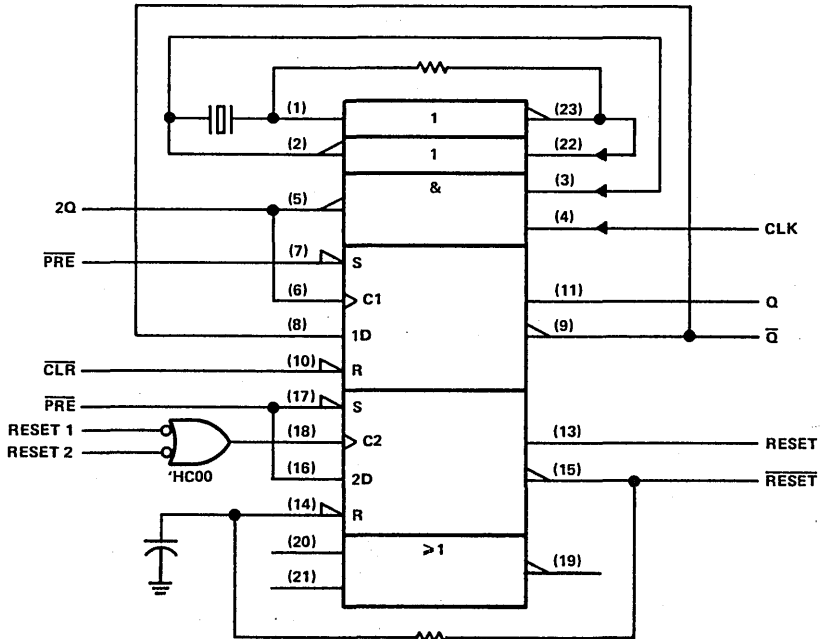 (1) 1 (23)
(2) 1 (22)
& (3)
2Q (5) (4) CLK
PRE (7) S
(6) C1 (11) Q
(8) 1D (9) Q
CLR (10) R
PRE (17) S
RESET 1 (18) C2 (13) RESET
RESET 2
'HC00 (16) 2D (15) RESET
(14) R
(20) ⩾1 (19)
(21)